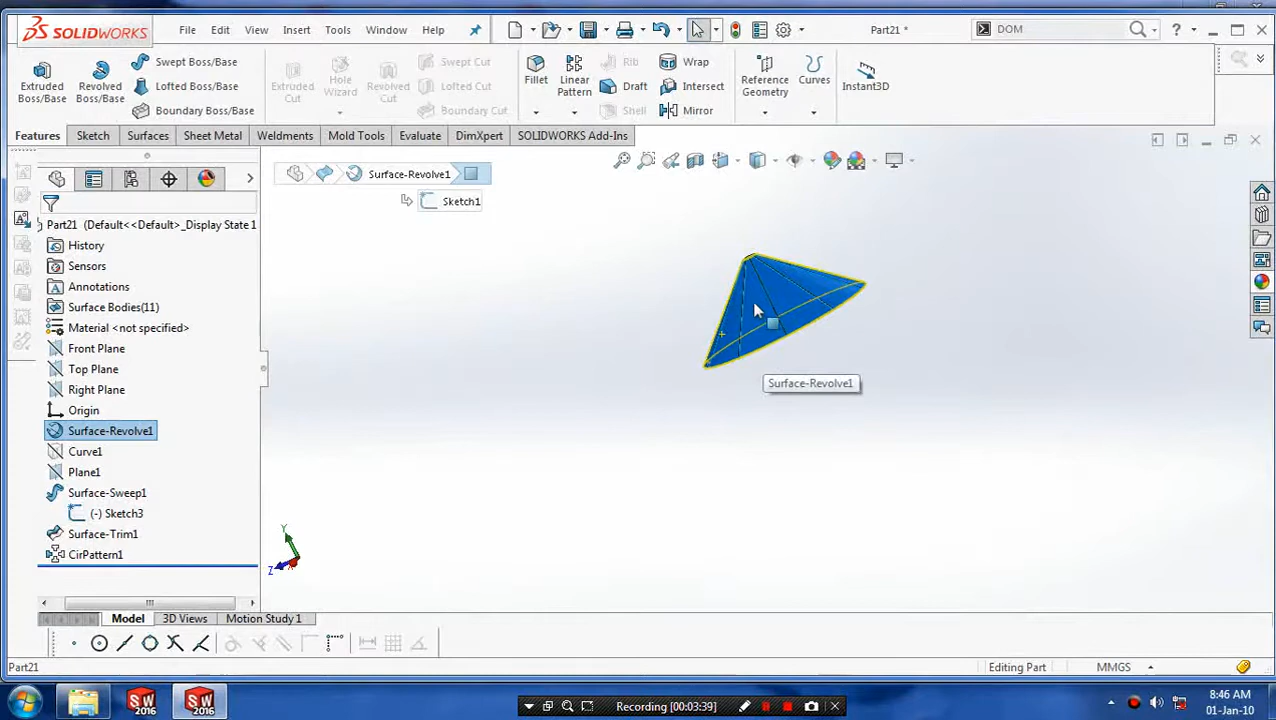 SOLIDWORKS File Edit View Insert Tools Window Help Part21 * DOM ?
Extruded Boss/Base Revolved Boss/Base Swept Boss/Base Lofted Boss/Base Boundary Boss/Base Extruded Cut Hole Wizard Revolved Cut Swept Cut Lofted Cut Boundary Cut Fillet Linear Pattern Rib Draft Shell Wrap Intersect Mirror Reference Geometry Curves Instant3D
Features Sketch Surfaces Sheet Metal Weldments Mold Tools Evaluate DimXpert SOLIDWORKS Add-Ins
Surface-Revolve1
Sketch1
Part21 (Default<<Default>_Display State 1
History
Sensors
Annotations
Surface Bodies(11)
Material <not specified>
Front Plane
Top Plane
Right Plane
Surface-Revolve1
Origin
Surface-Revolve1
Curve1
Plane1
Surface-Sweep1
(-) Sketch3
Surface-Trim1
CirPattern1
Y
Z
Model 3D Views Motion Study 1
Part21 Editing Part MMGS
SW 2016 SW 2016 Recording [00:03:39] 8:46 AM
01-Jan-10